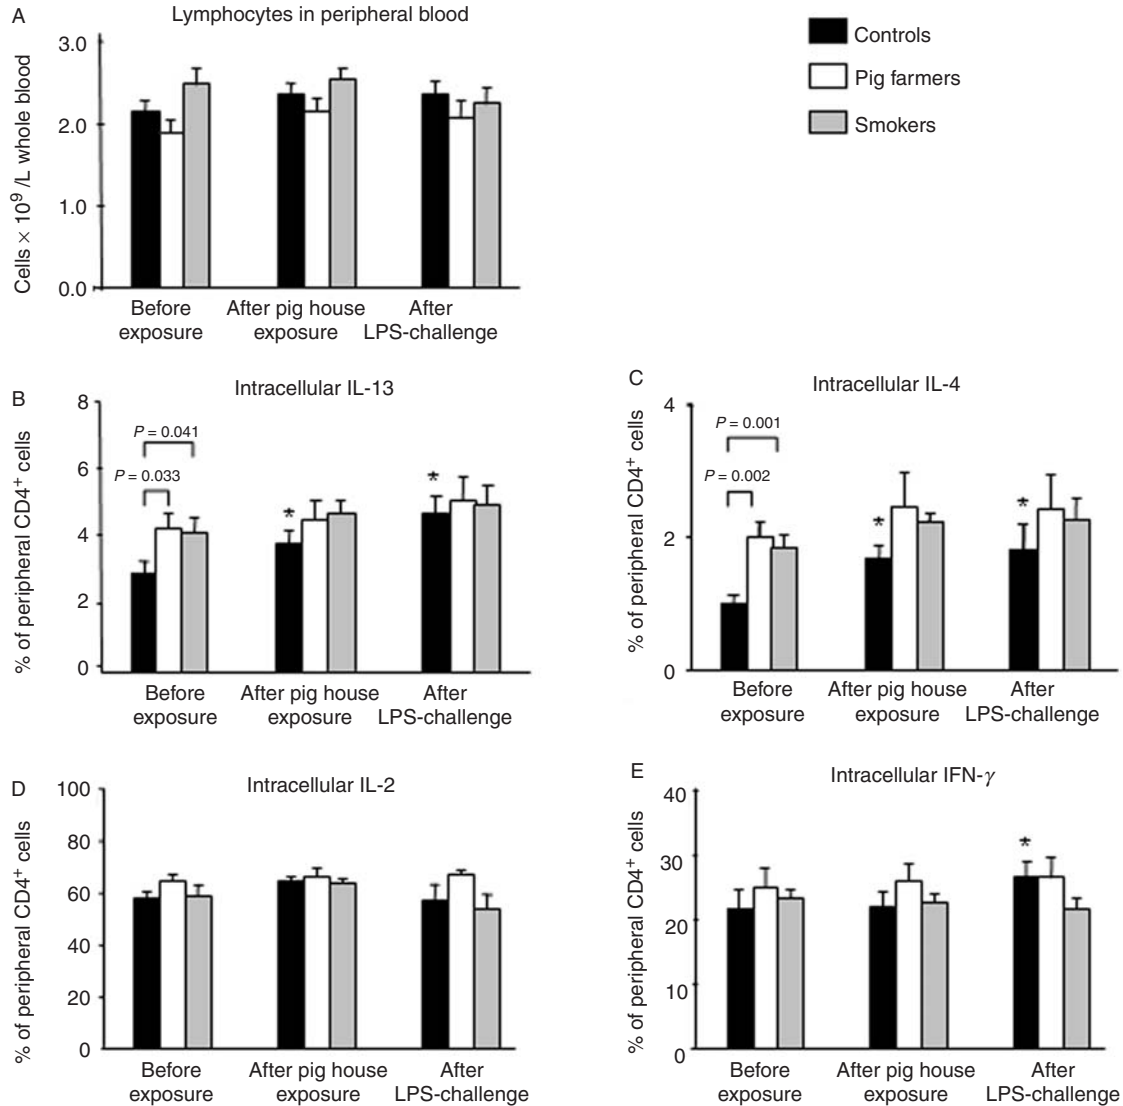 A
Lymphocytes in peripheral blood
Cells × 10⁹ /L whole blood
3.0
2.0
1.0
0.0
Before
exposure
After pig house
exposure
After
LPS-challenge
Controls
Pig farmers
Smokers
B
Intracellular IL-13
% of peripheral CD4⁺ cells
8
6
4
2
0
P = 0.041
P = 0.033
*
*
Before
exposure
After pig house
exposure
After
LPS-challenge
C
Intracellular IL-4
% of peripheral CD4⁺ cells
4
2
0
P = 0.001
P = 0.002
*
*
Before
exposure
After pig house
exposure
After
LPS-challenge
D
Intracellular IL-2
% of peripheral CD4⁺ cells
100
80
60
40
20
0
Before
exposure
After pig house
exposure
After
LPS-challenge
E
Intracellular IFN-γ
% of peripheral CD4⁺ cells
40
30
20
10
0
*
Before
exposure
After pig house
exposure
After
LPS-challenge